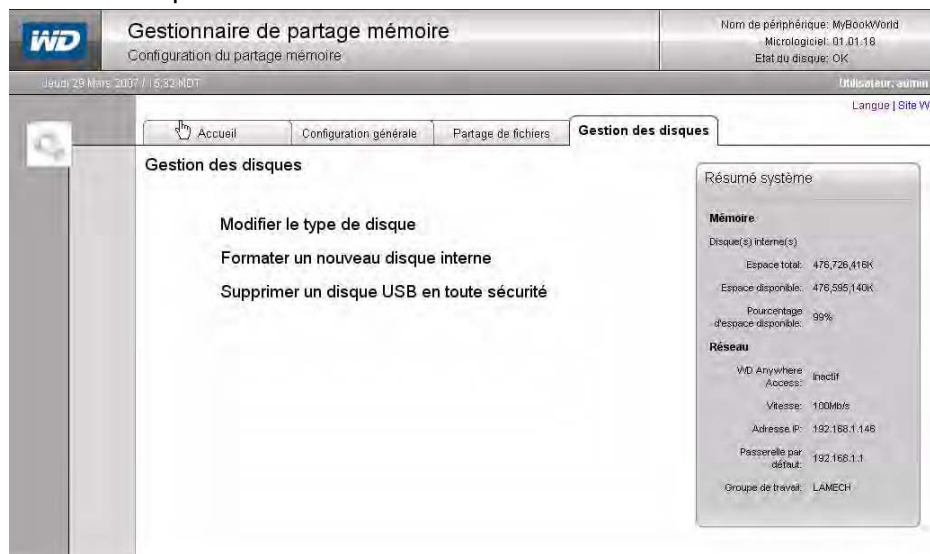 WD
Gestionnaire de partage mémoire
Configuration du partage mémoire
Nom de périphérique: MyBookWorld
Micrologiciel: 01.01.18
Etat du disque: OK
Jeudi 29 Mars 2007 / 15:32 MDT
Utilisateur: admin
Langue | Site W
Accueil
Configuration générale
Partage de fichiers
Gestion des disques
Gestion des disques
Modifier le type de disque
Formater un nouveau disque interne
Supprimer un disque USB en toute sécurité
Résumé système
Mémoire
Disque(s) interne(s)
Espace total: 476,726,416K
Espace disponible: 476,595,140K
Pourcentage d'espace disponible: 99%
Réseau
WD Anywhere Access: Inactif
Vitesse: 100Mb/s
Adresse IP: 192.168.1.146
Passerelle par défaut: 192.168.1.1
Groupe de travail: LAMECH